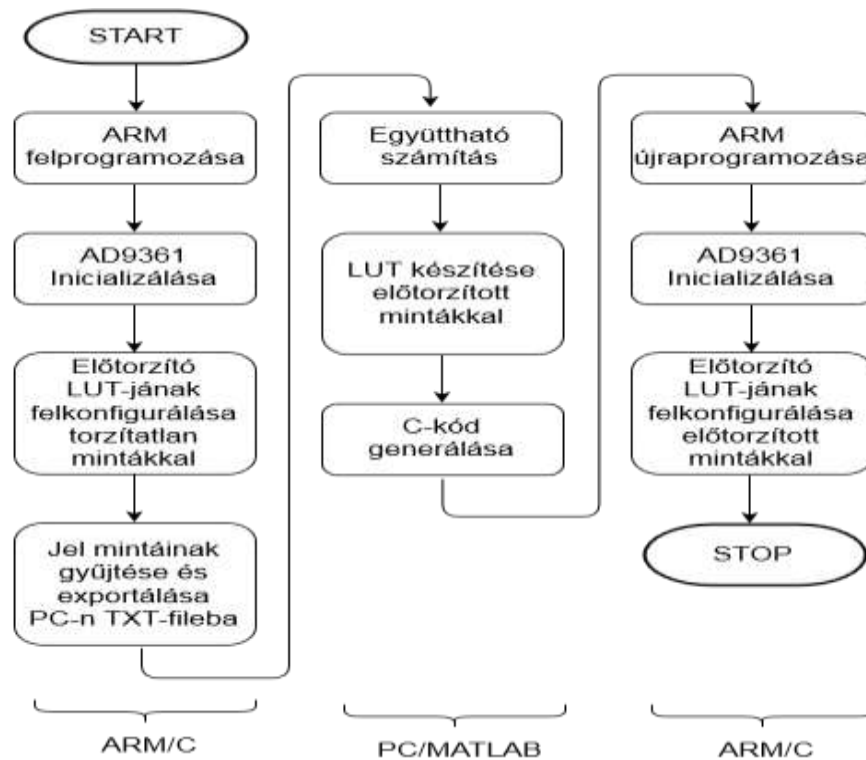 START
ARM
felprogramozása
AD9361
Inicializálása
Előtorzító
LUT-jának
felkonfigurálása
torzítatlan
mintákkal
Jel mintáinak
gyűjtése és
exportálása
PC-n TXT-fileba
ARM/C
Együttható
számítás
LUT készítése
előtorzított
mintákkal
C-kód
generálása
PC/MATLAB
ARM
újraprogramozása
AD9361
Inicializálása
Előtorzító
LUT-jának
felkonfigurálása
előtorzított
mintákkal
STOP
ARM/C